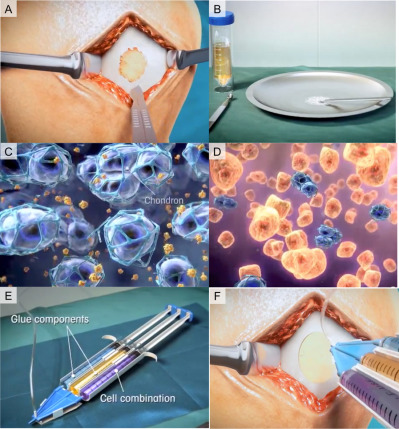 A
B
C
Chondron
D
E
Glue components
Cell combination
F